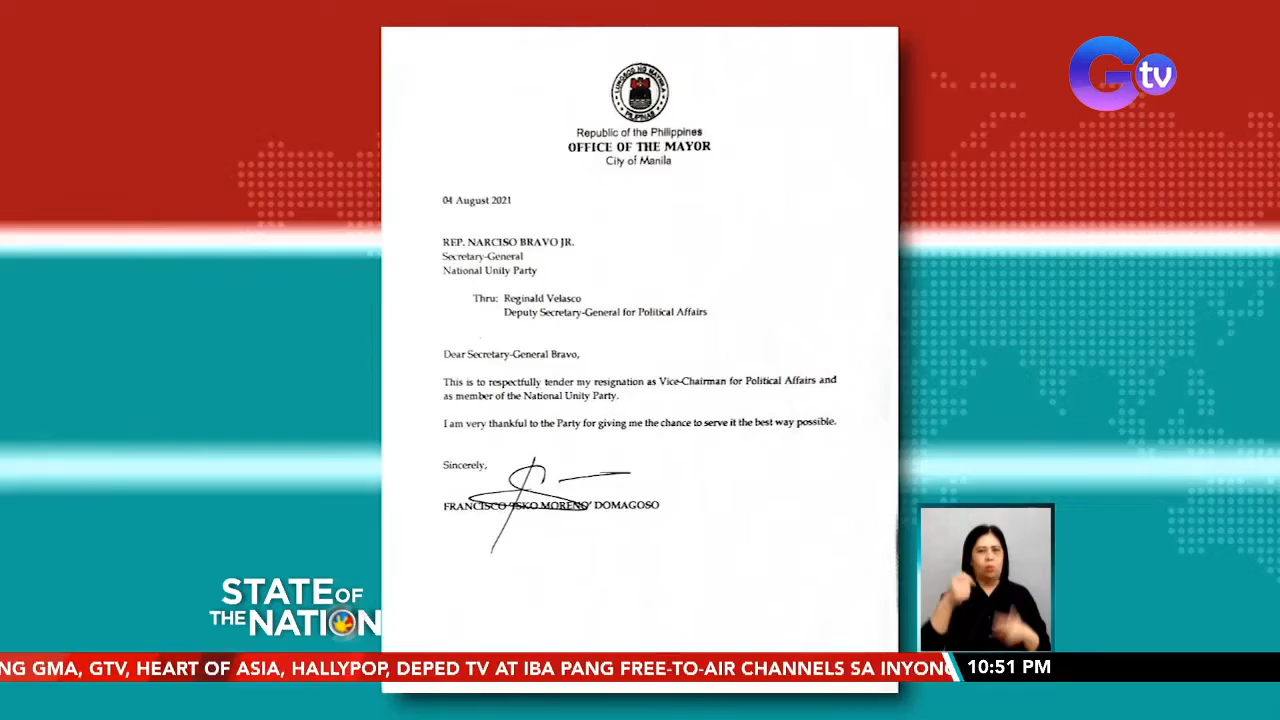 Gtv
LUNGSOD NG MAYNILA
PILIPINAS
Republic of the Philippines
OFFICE OF THE MAYOR
City of Manila
04 August 2021
REP. NARCISO BRAVO JR.
Secretary-General
National Unity Party
Thru: Reginald Velasco
Deputy Secretary-General for Political Affairs
Dear Secretary-General Bravo,
This is to respectfully tender my resignation as Vice-Chairman for Political Affairs and
as member of the National Unity Party.
I am very thankful to the Party for giving me the chance to serve it the best way possible.
Sincerely,
FRANCISCO 'ISKO MORENO' DOMAGOSO
STATE OF
THE NATION
NG GMA, GTV, HEART OF ASIA, HALLYPOP, DEPED TV AT IBA PANG FREE-TO-AIR CHANNELS SA INYONG
10:51 PM